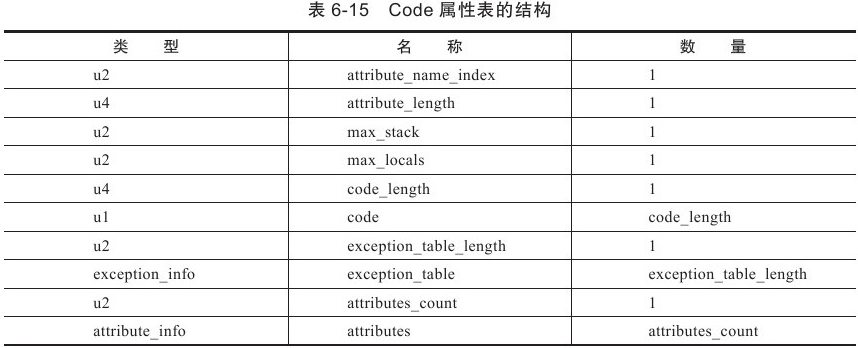 表 6-15 Code 属性表的结构
类 型 名 称 数 量
u2 attribute_name_index 1
u4 attribute_length 1
u2 max_stack 1
u2 max_locals 1
u4 code_length 1
u1 code code_length
u2 exception_table_length 1
exception_info exception_table exception_table_length
u2 attributes_count 1
attribute_info attributes attributes_count